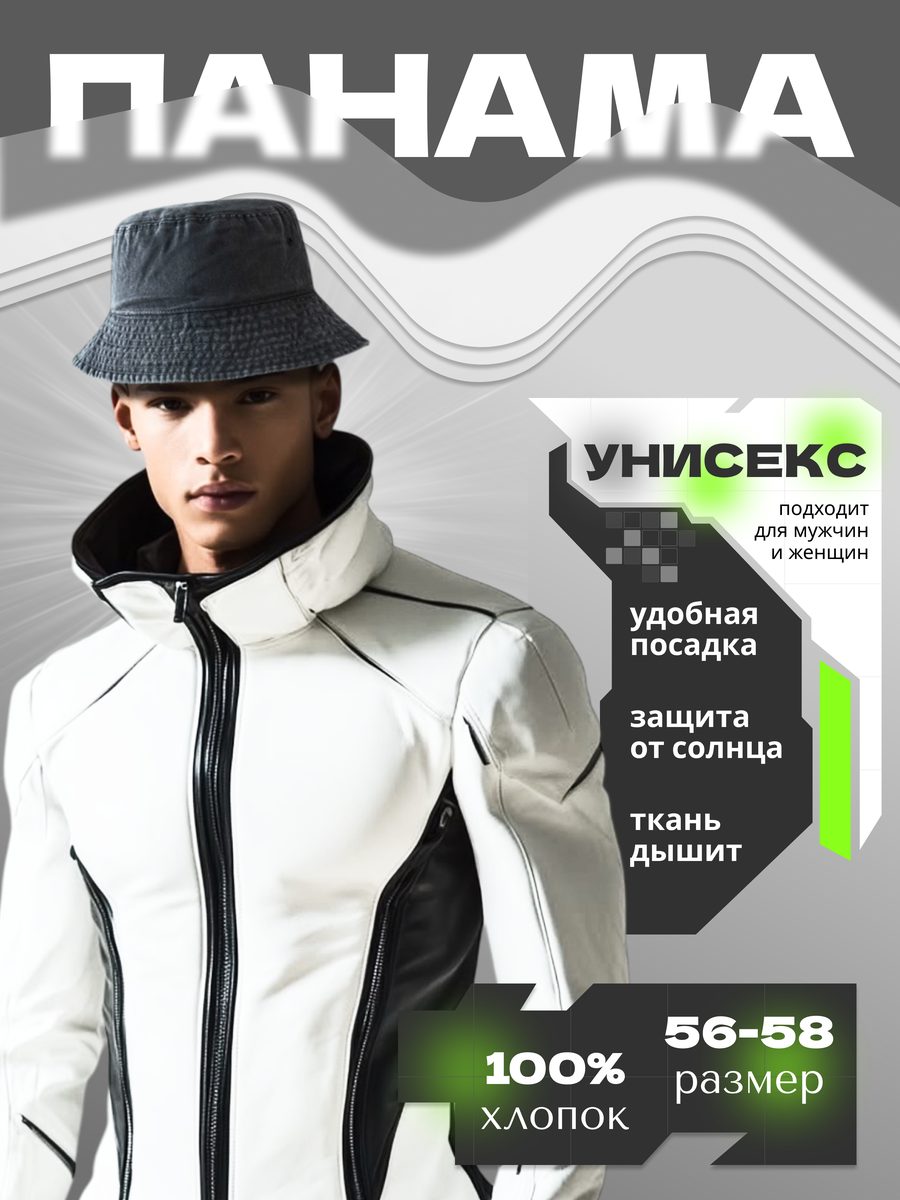 ПАНАМА
УНИСЕКС
подходит
для мужчин
и женщин
удобная
посадка
защита
от солнца
ткань
дышит
100%
хлопок
56-58
размер